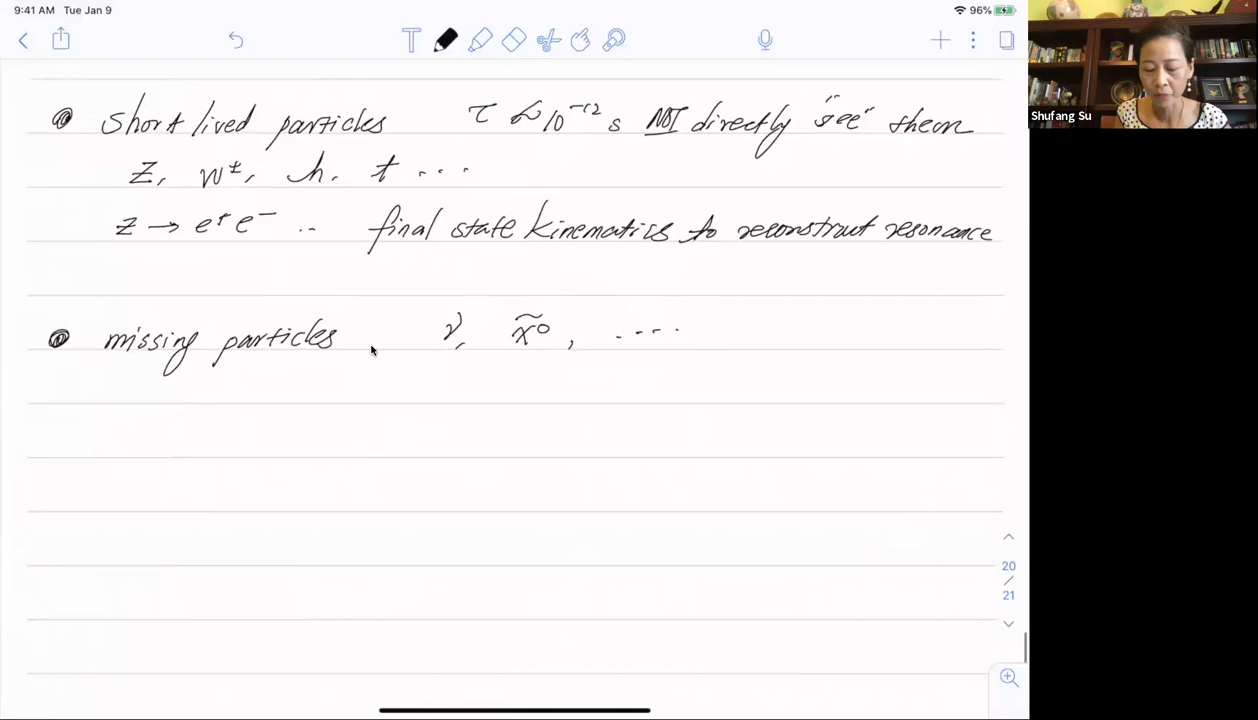 9:41 AM Tue Jan 9
96%
Shufang Su
short lived particles τ ≲ 10⁻¹² s NOT directly "see" them
Z, W±, h, t ...
Z → e⁺ e⁻ .. final state kinematics to reconstruct resonance
missing particles ν, χ̃⁰, ....
20
/
21